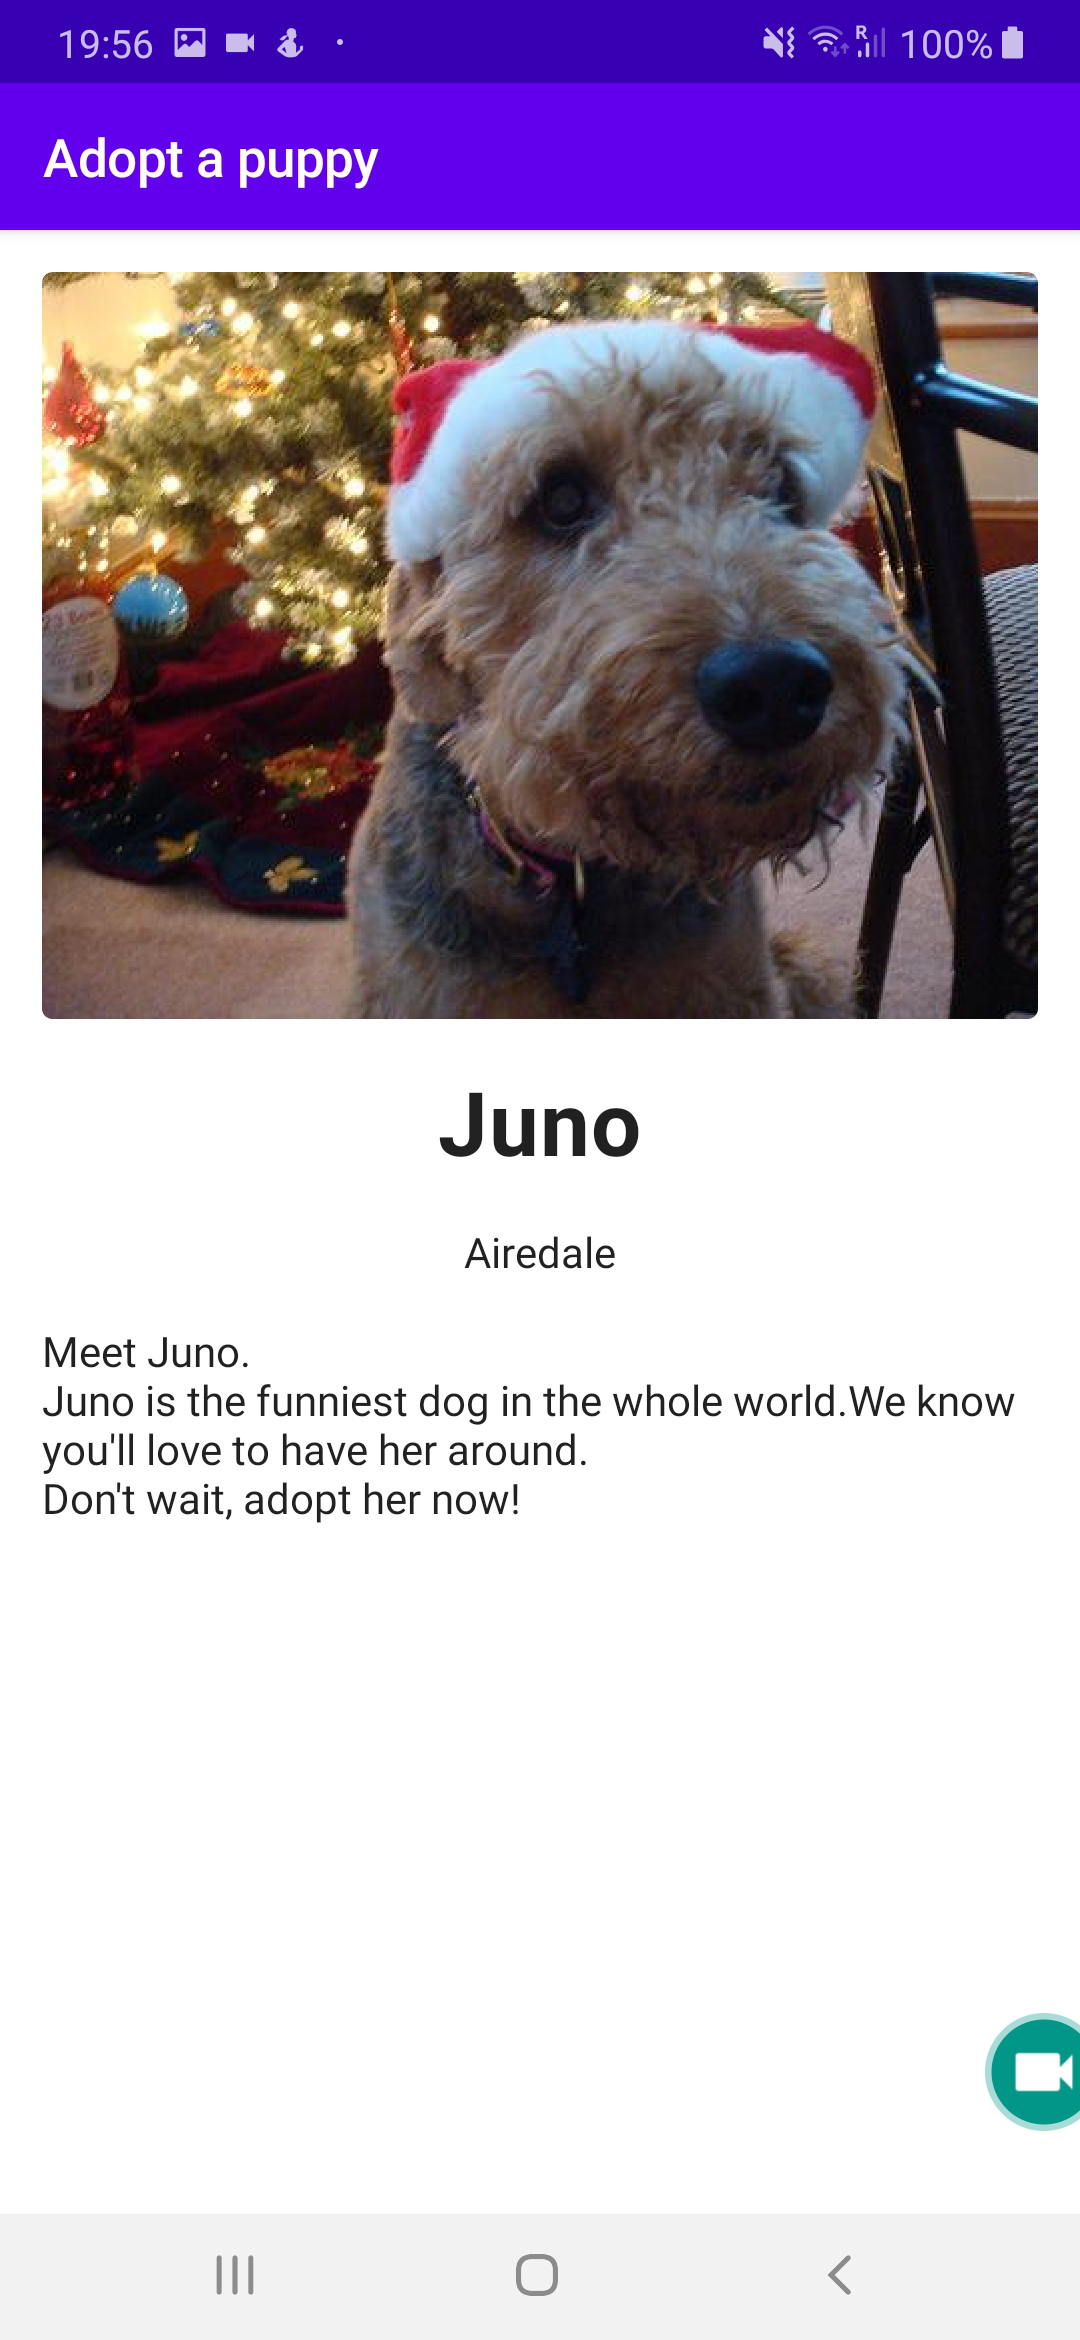 19:56
R
100%
Adopt a puppy
Juno
Airedale
Meet Juno.
Juno is the funniest dog in the whole world.We know
you'll love to have her around.
Don't wait, adopt her now!